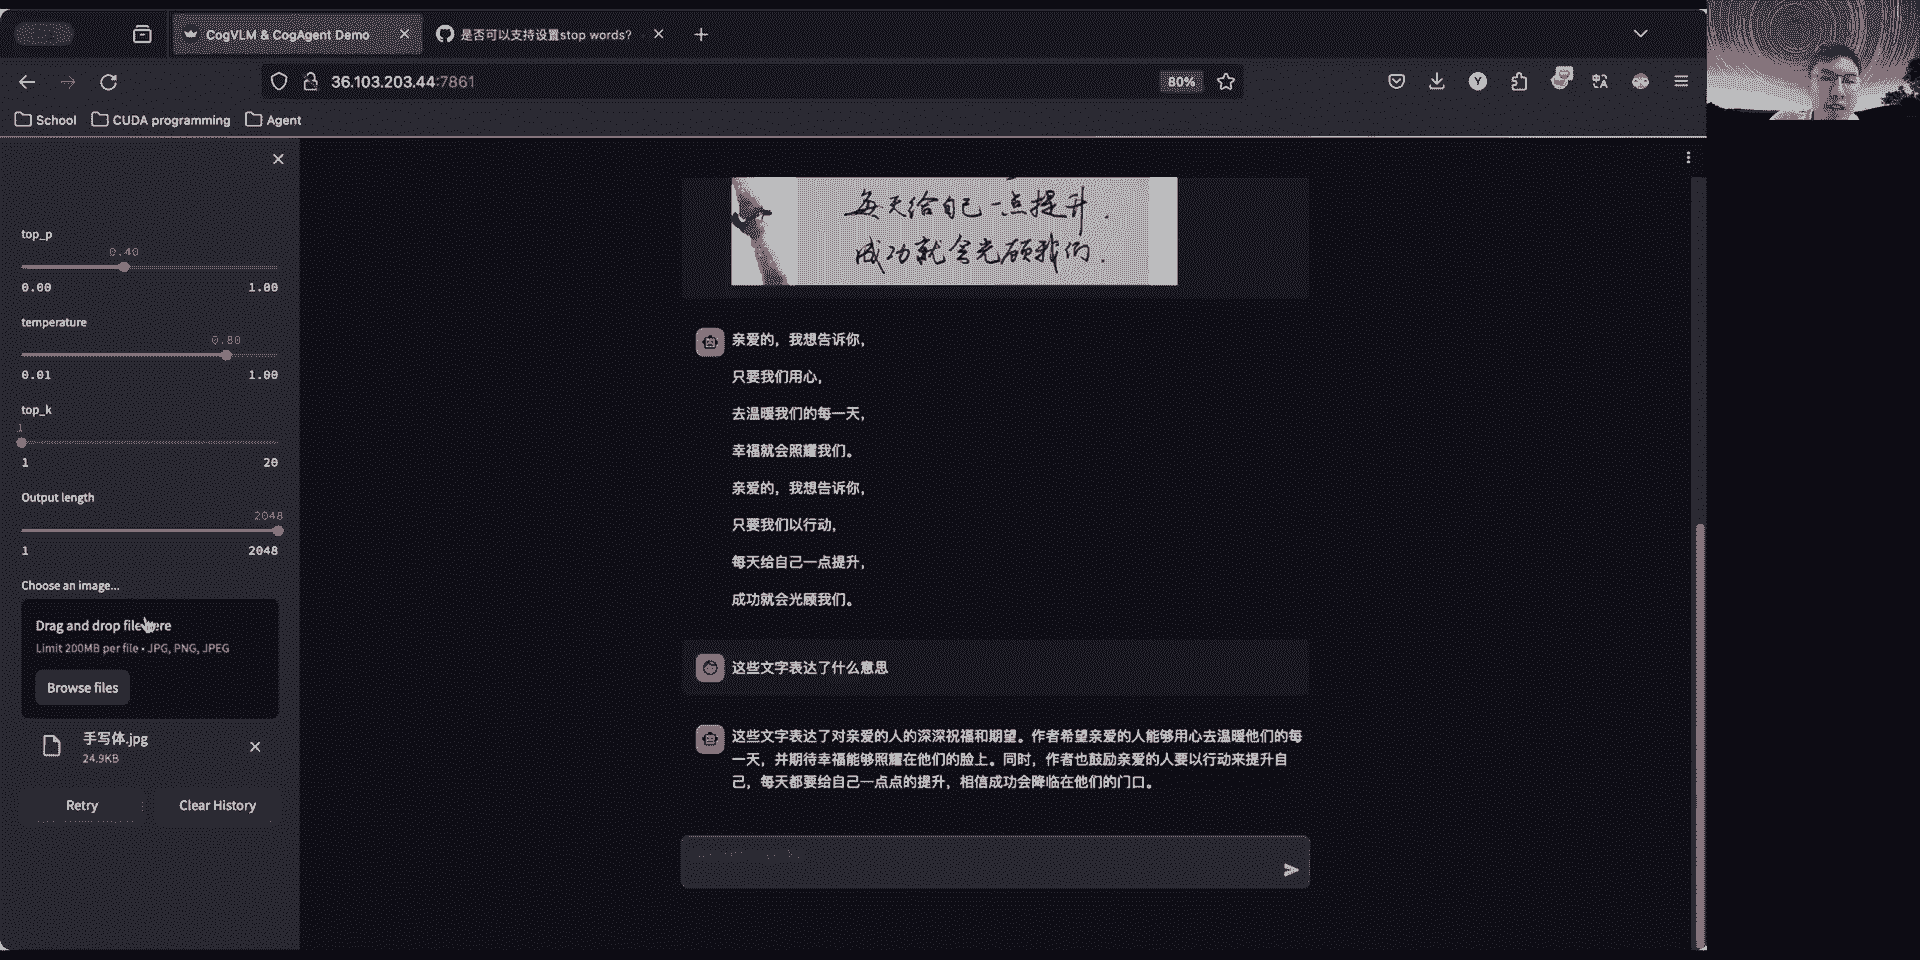 CogVLM & CogAgent Demo
是否可以支持设置stop words?
36.103.203.44:7861
80%
Y
School
CUDA programming
Agent
top_p
0.40
0.00
1.00
temperature
0.80
0.01
1.00
top_k
1
1
20
Output length
2048
1
2048
Choose an image...
Drag and drop file here
Limit 200MB per file • JPG, PNG, JPEG
Browse files
手写体.jpg
24.9KB
Retry
Clear History
每天给自己一点提升.
成功就会光顾我们.
亲爱的，我想告诉你，
只要我们用心，
去温暖我们的每一天，
幸福就会照耀我们。
亲爱的，我想告诉你，
只要我们以行动，
每天给自己一点提升，
成功就会光顾我们。
这些文字表达了什么意思
这些文字表达了对亲爱的人的深深祝福和期望。作者希望亲爱的人能够用心去温暖他们的每
一天，并期待幸福能够照耀在他们的脸上。同时，作者也鼓励亲爱的人要以行动来提升自
己，每天都要给自己一点点的提升，相信成功会降临在他们的门口。